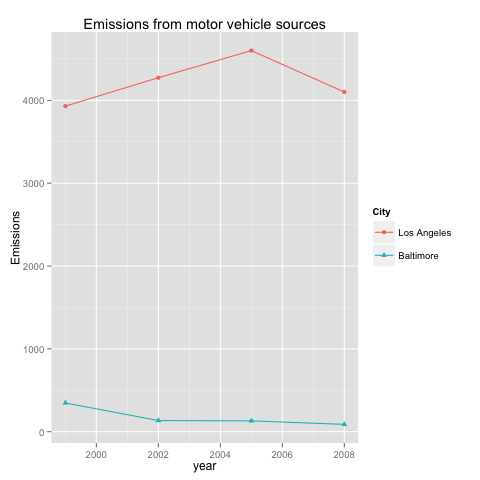 Emissions from motor vehicle sources
Emissions
4000
3000
2000
1000
0
2000 2002 2004 2006 2008
year
City
Los Angeles
Baltimore